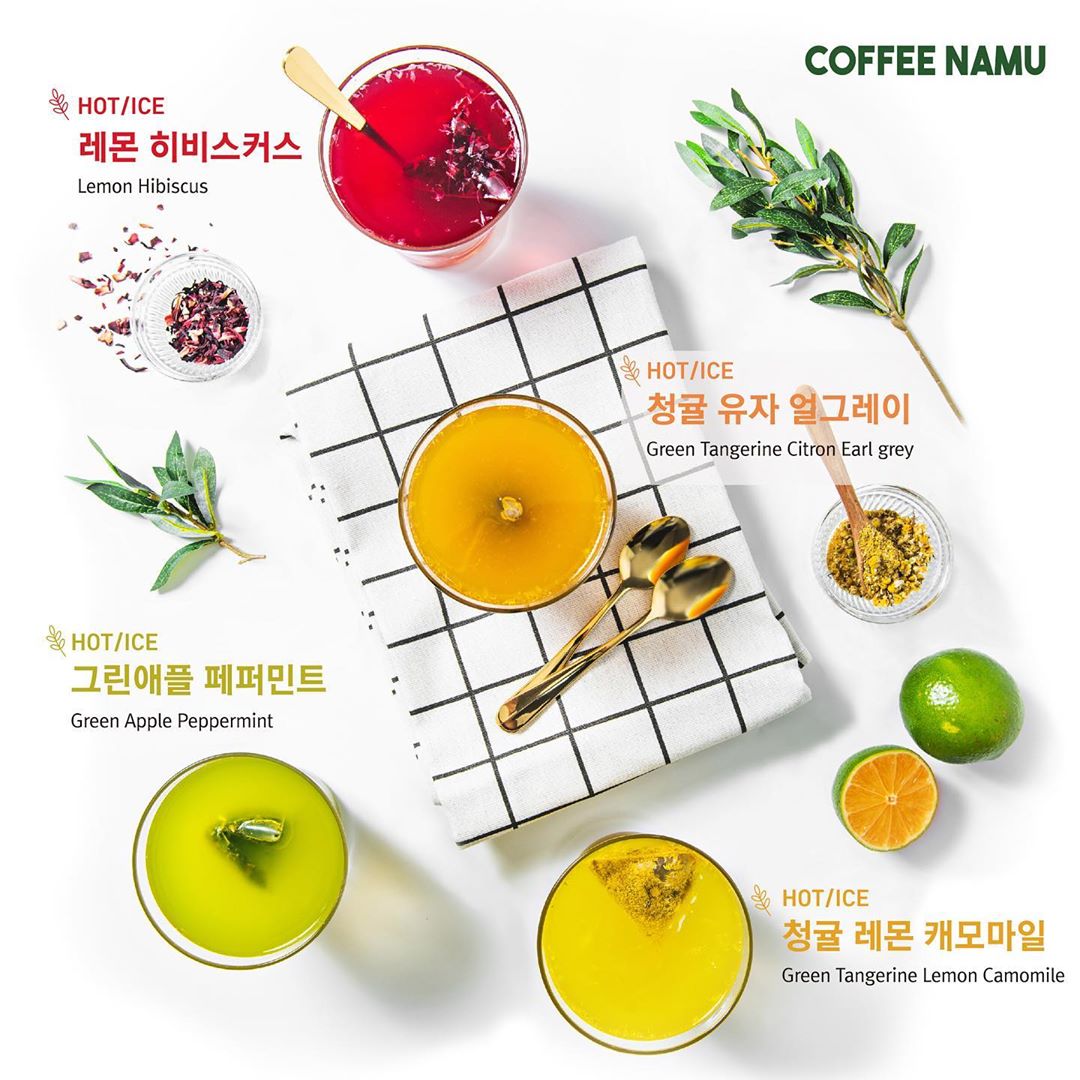 COFFEE NAMU
HOT/ICE
레몬 히비스커스
Lemon Hibiscus
HOT/ICE
청귤 유자 얼그레이
Green Tangerine Citron Earl grey
HOT/ICE
그린애플 페퍼민트
Green Apple Peppermint
HOT/ICE
청귤 레몬 캐모마일
Green Tangerine Lemon Camomile